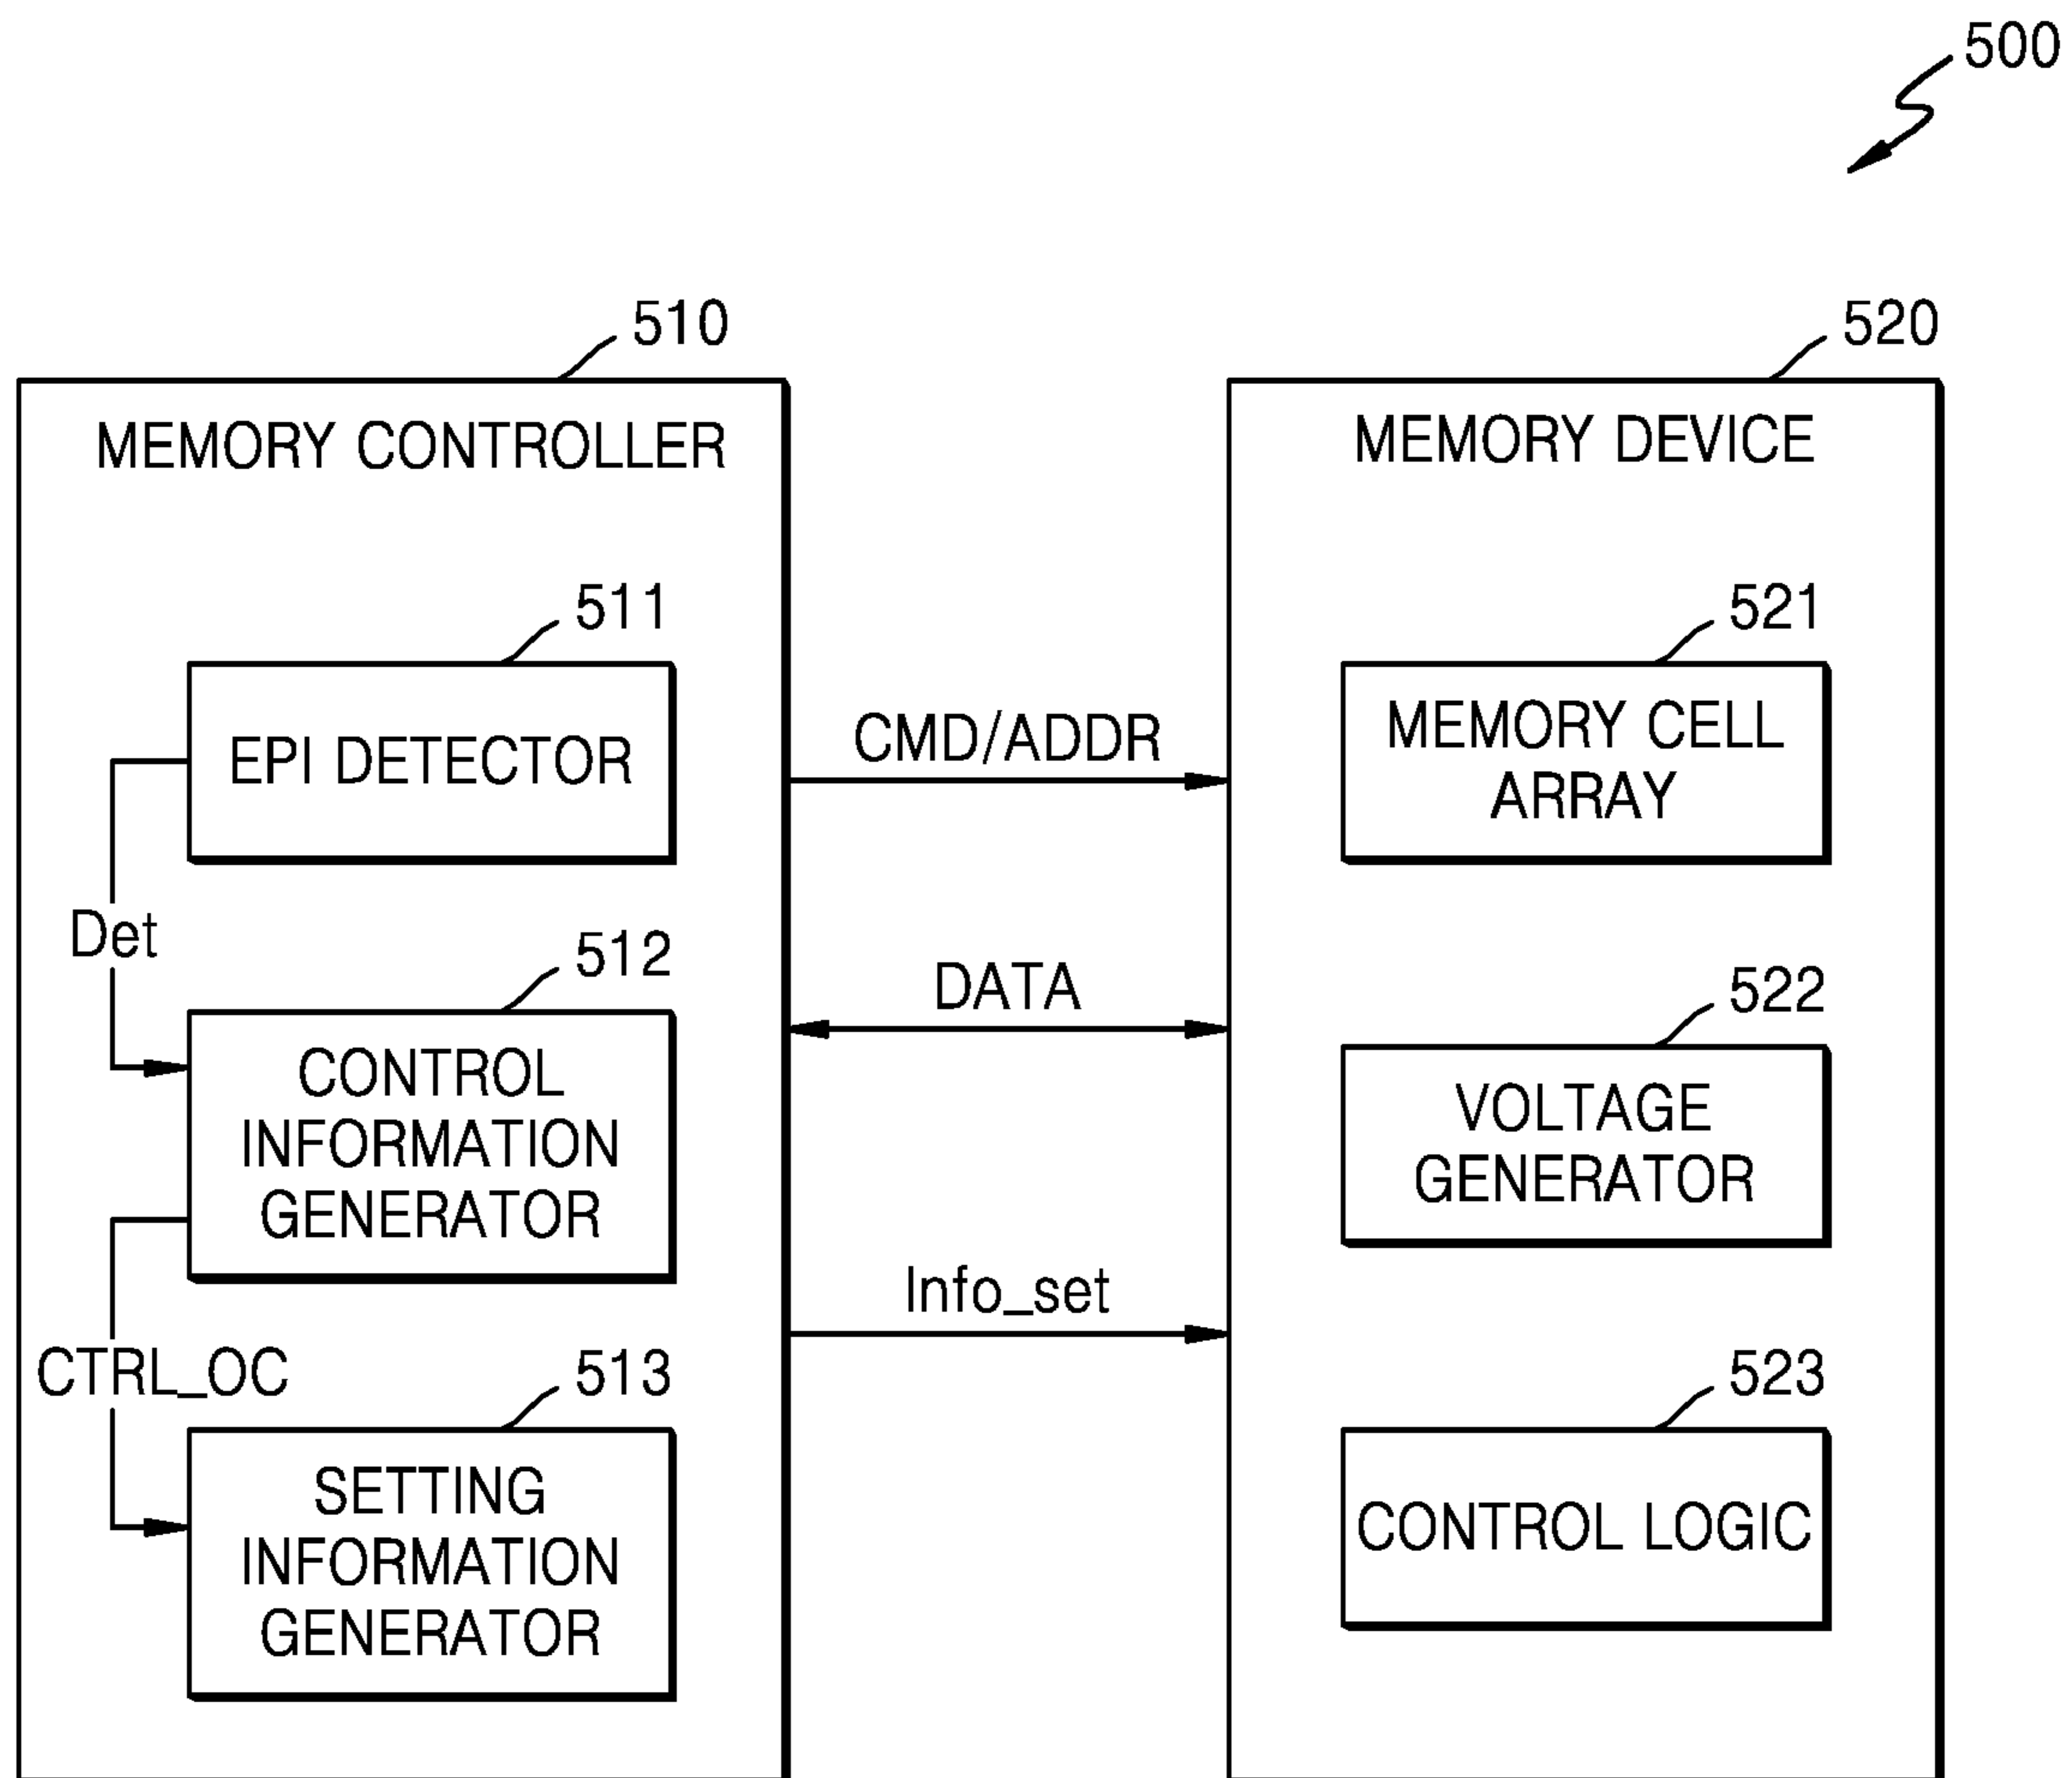 500
510
MEMORY CONTROLLER
511
EPI DETECTOR
Det
512
CONTROL
INFORMATION
GENERATOR
CTRL_OC
513
SETTING
INFORMATION
GENERATOR
CMD/ADDR
DATA
Info_set
520
MEMORY DEVICE
521
MEMORY CELL
ARRAY
522
VOLTAGE
GENERATOR
523
CONTROL LOGIC